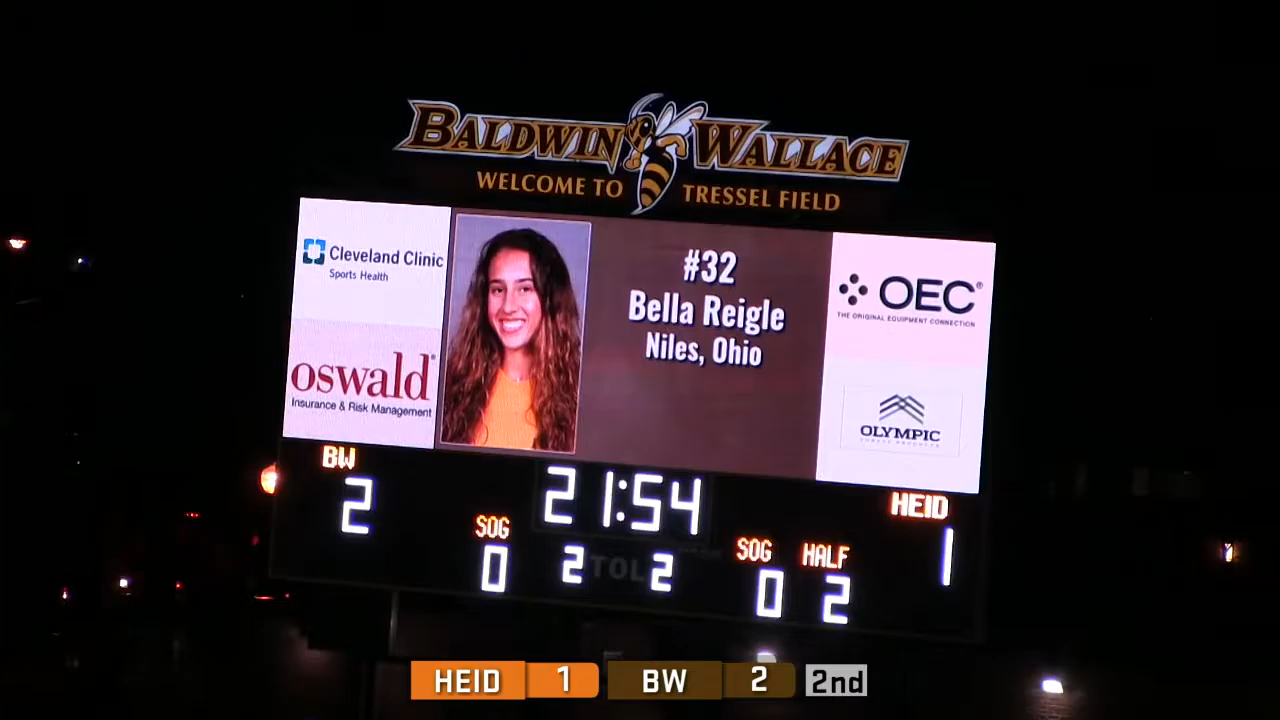 BALDWIN WALLACE
WELCOME TO TRESSEL FIELD
Cleveland Clinic
Sports Health
oswald
Insurance & Risk Management
#32
Bella Reigle
Niles, Ohio
OEC
THE ORIGINAL EQUIPMENT CONNECTION
OLYMPIC
BW
2
21:54
HEID
1
SOG
0
2 TOL 2
SOG
0
HALF
2
HEID 1 BW 2 2nd